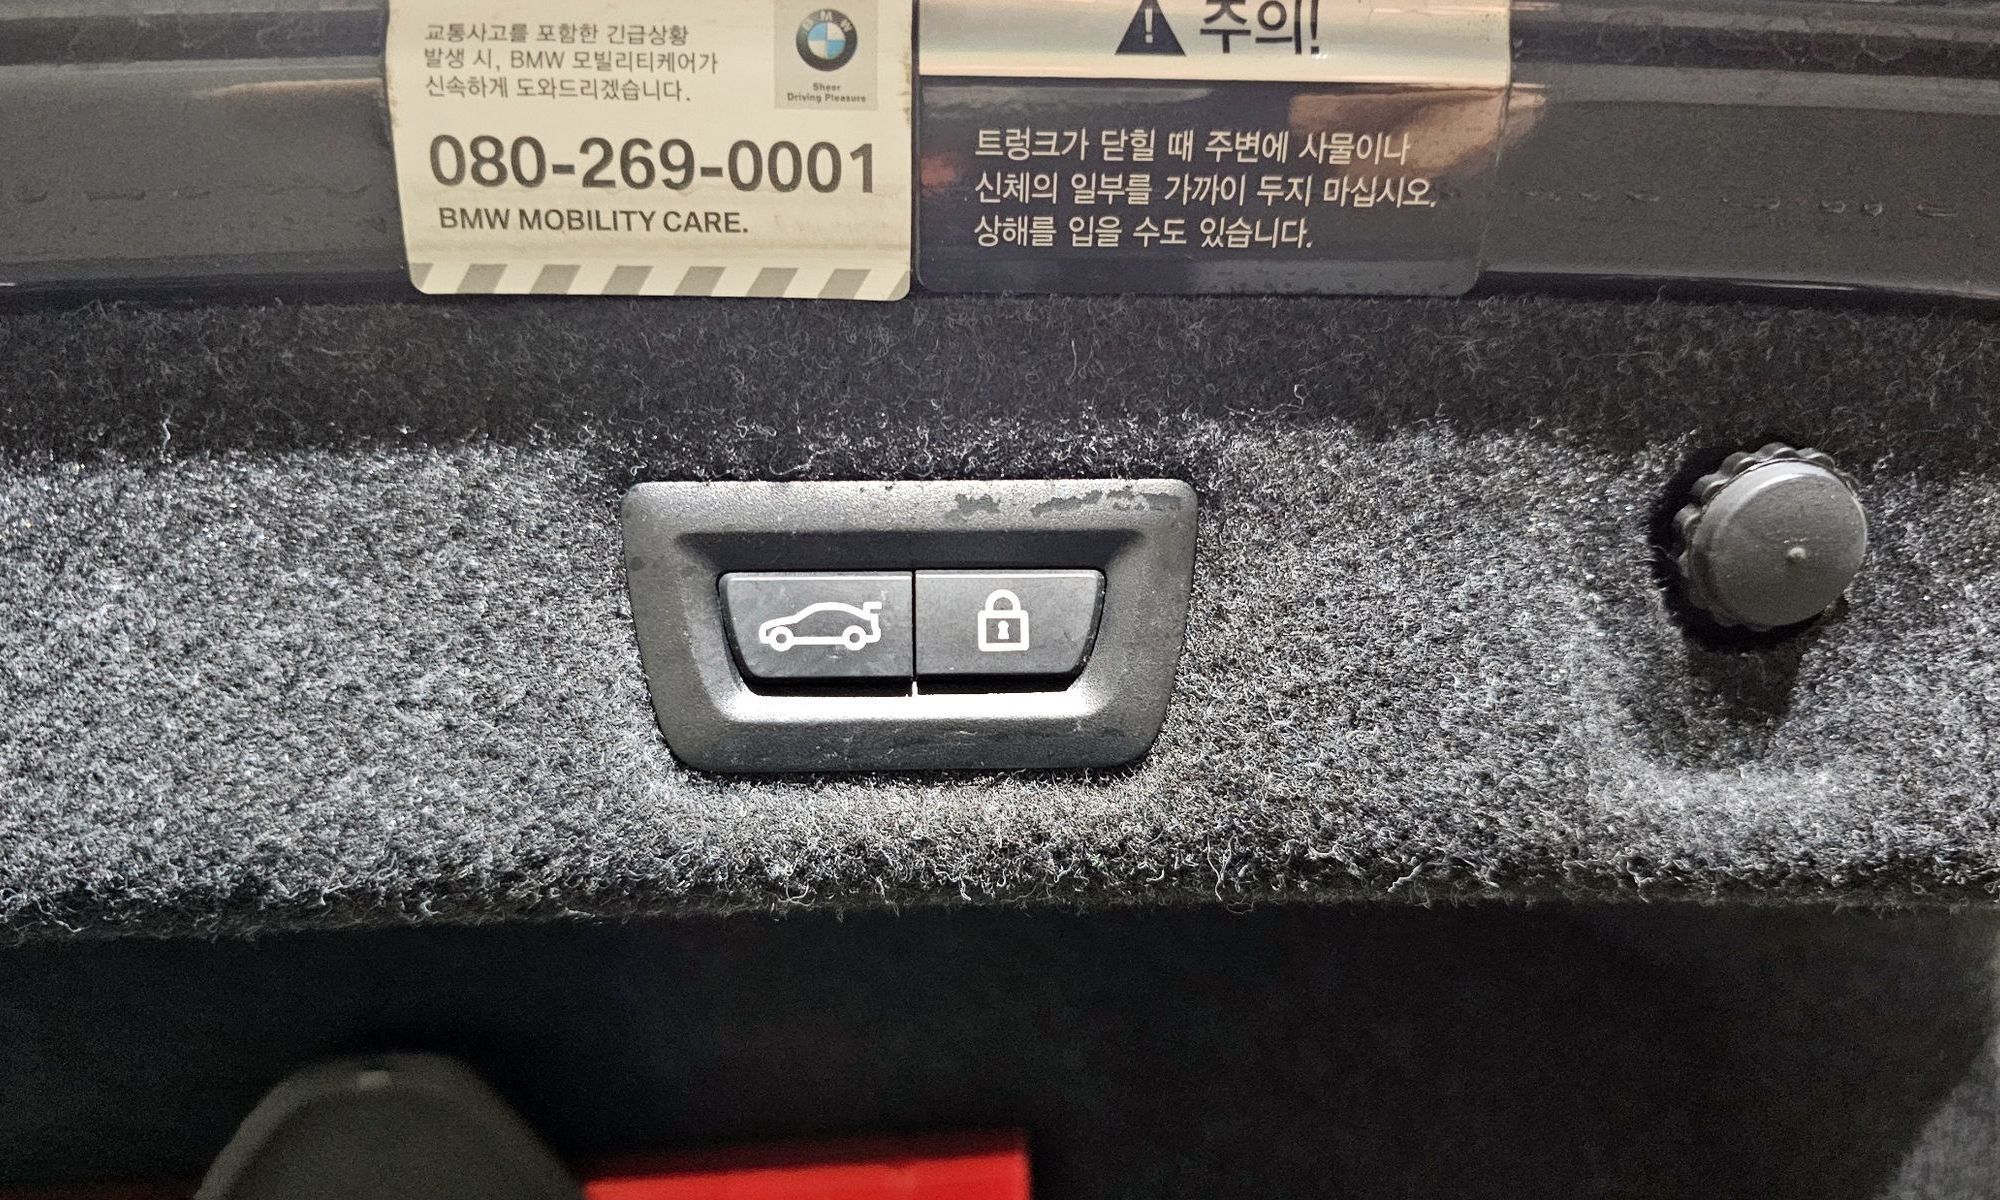 교통사고를 포함한 긴급상황
발생 시, BMW 모빌리티케어가
신속하게 도와드리겠습니다.
BMW
Sheer
Driving Pleasure
080-269-0001
BMW MOBILITY CARE.
주의!
트렁크가 닫힐 때 주변에 사물이나
신체의 일부를 가까이 두지 마십시오.
상해를 입을 수도 있습니다.